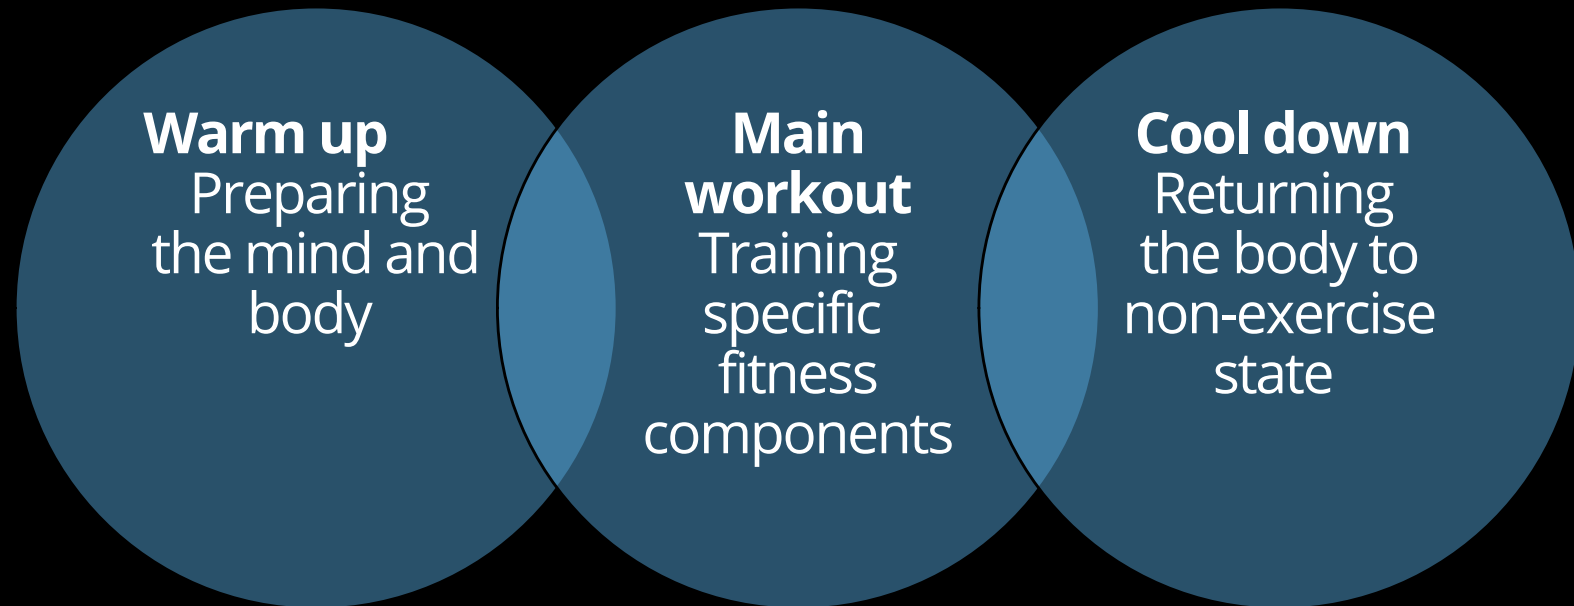 Warm up
Preparing
the mind and
body
Main
workout
Training
specific
fitness
components
Cool down
Returning
the body to
non-exercise
state